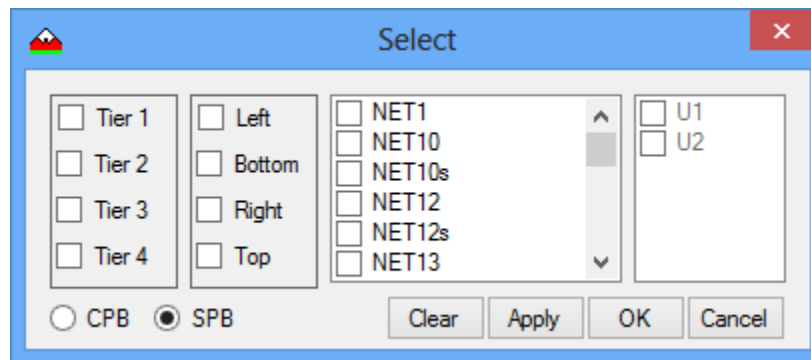 Select
Tier 1
Tier 2
Tier 3
Tier 4
Left
Bottom
Right
Top
NET1
NET10
NET10s
NET12
NET12s
NET13
U1
U2
CPB SPB Clear Apply OK Cancel